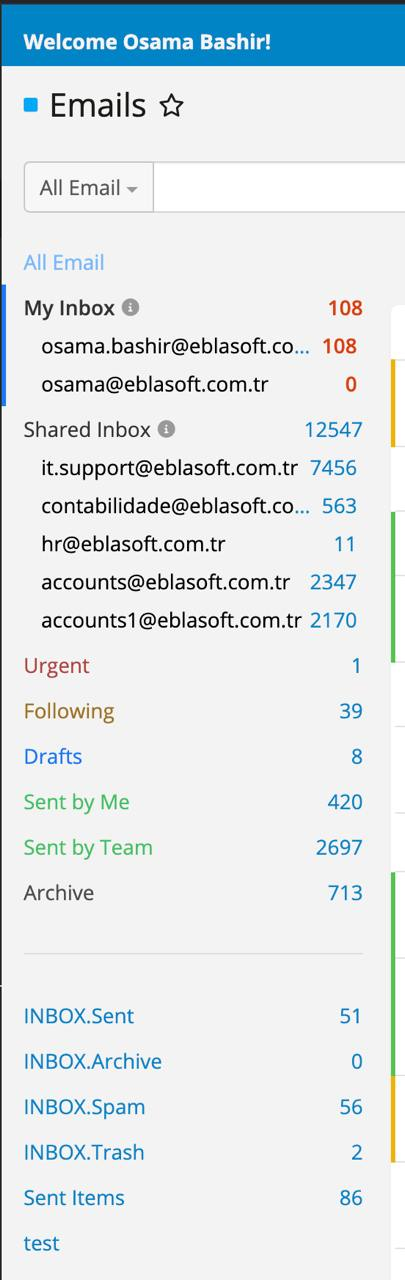 Welcome Osama Bashir!
Emails
All Email
All Email
My Inbox 108
osama.bashir@eblasoft.co... 108
osama@eblasoft.com.tr 0
Shared Inbox 12547
it.support@eblasoft.com.tr 7456
contabilidade@eblasoft.co... 563
hr@eblasoft.com.tr 11
accounts@eblasoft.com.tr 2347
accounts1@eblasoft.com.tr 2170
Urgent 1
Following 39
Drafts 8
Sent by Me 420
Sent by Team 2697
Archive 713
INBOX.Sent 51
INBOX.Archive 0
INBOX.Spam 56
INBOX.Trash 2
Sent Items 86
test